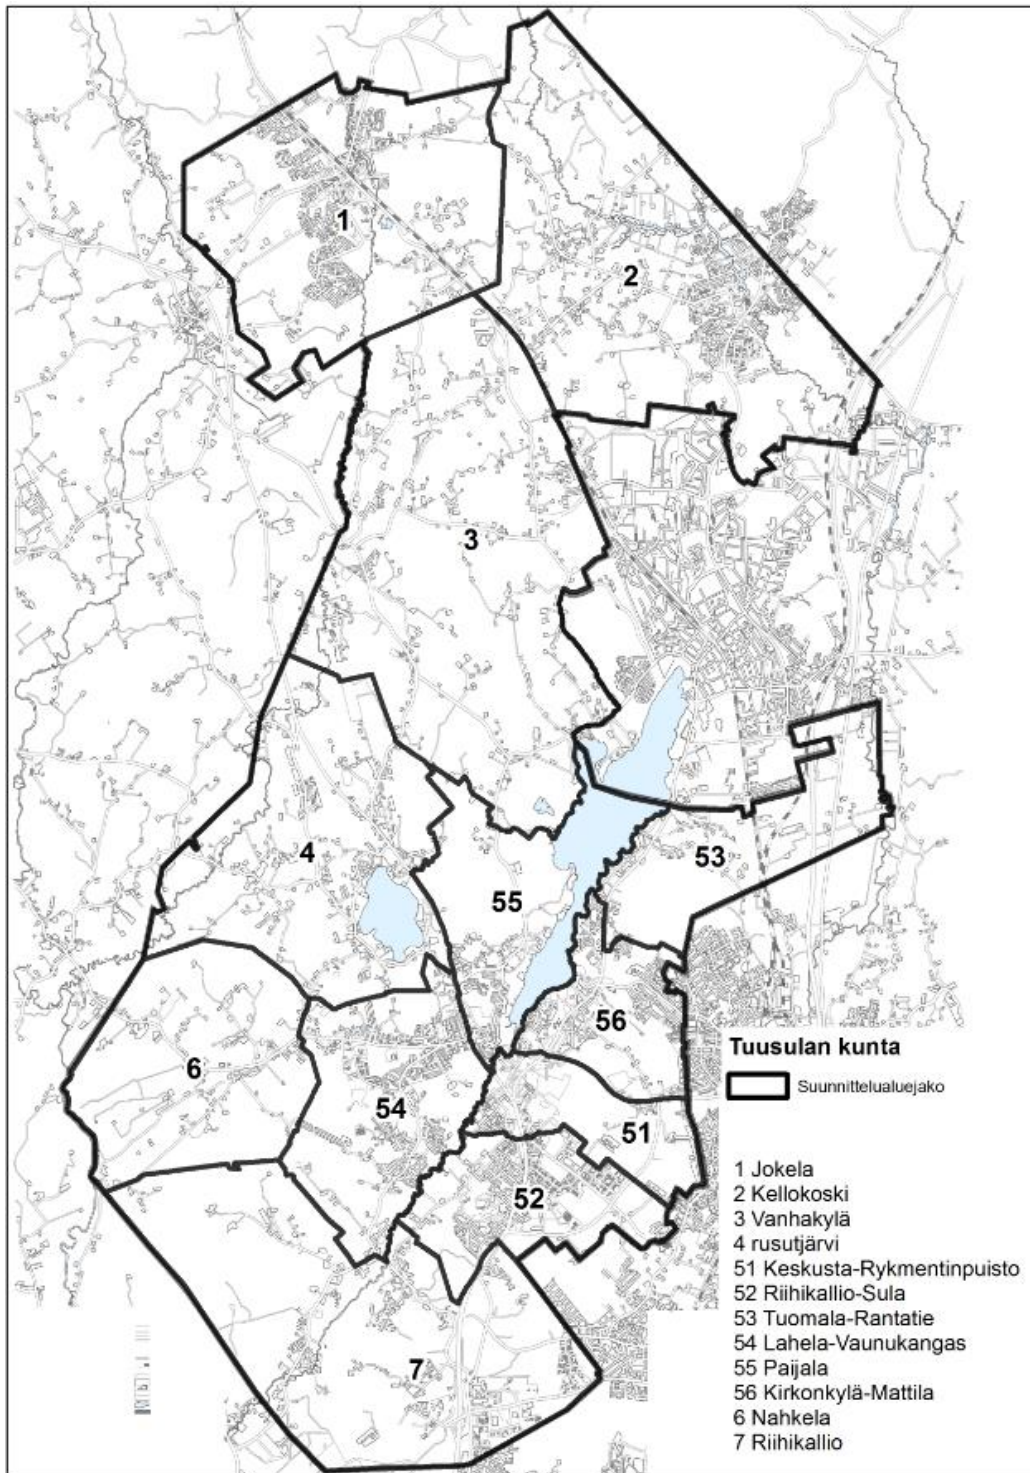 1
2
3
4
53
55
56
6
54
51
52
7
Tuusulan kunta
Suunnittelualuejako
1 Jokela
2 Kellokoski
3 Vanhakylä
4 rusutjärvi
51 Keskusta-Rykmentinpuisto
52 Riihikallio-Sula
53 Tuomala-Rantatie
54 Lahela-Vaunukangas
55 Paijala
56 Kirkonkylä-Mattila
6 Nahkela
7 Riihikallio